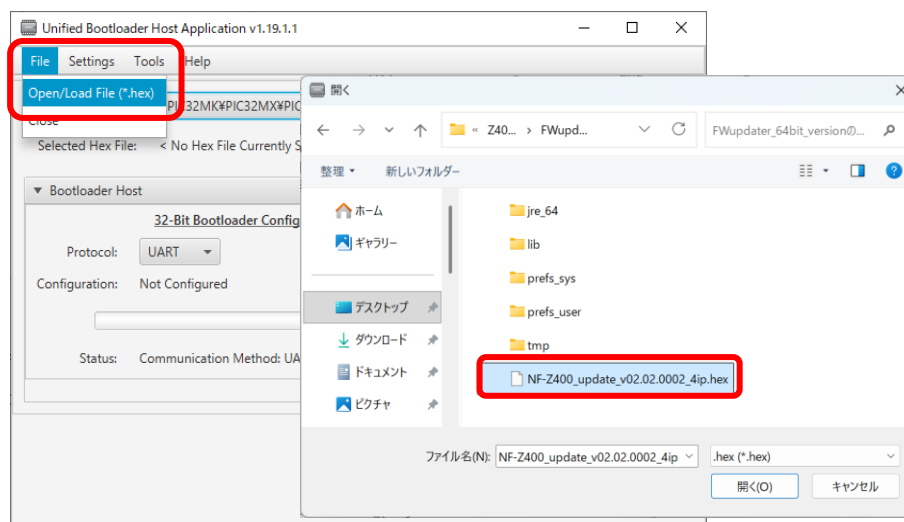 Unified Bootloader Host Application v1.19.1.1
File Settings Tools Help
Open/Load File (*.hex)
PIC32MK¥PIC32MX¥PIC
Close
Selected Hex File: < No Hex File Currently S
Bootloader Host
32-Bit Bootloader Config
Protocol: UART
Configuration: Not Configured
Status: Communication Method: UA
開く
« Z40... › FWupd...
FWupdater_64bit_versionの...
整理 新しいフォルダー
ホーム
ギャラリー
デスクトップ
ダウンロード
ドキュメント
ピクチャ
jre_64
lib
prefs_sys
prefs_user
tmp
NF-Z400_update_v02.02.0002_4ip.hex
ファイル名(N): NF-Z400_update_v02.02.0002_4ip
.hex (*.hex)
開く(O) キャンセル